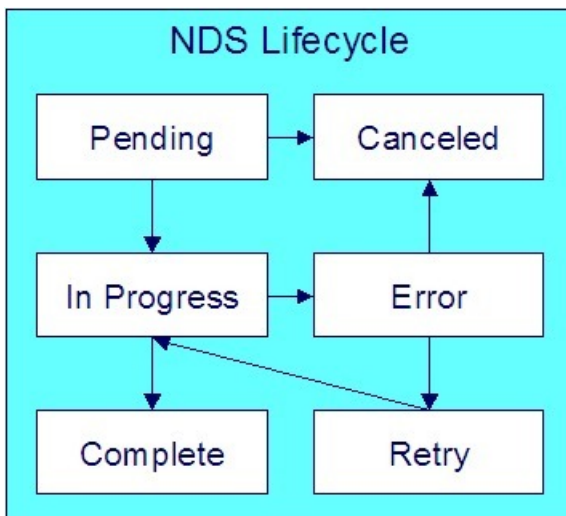 NDS Lifecycle
Pending
Canceled
In Progress
Error
Complete
Retry